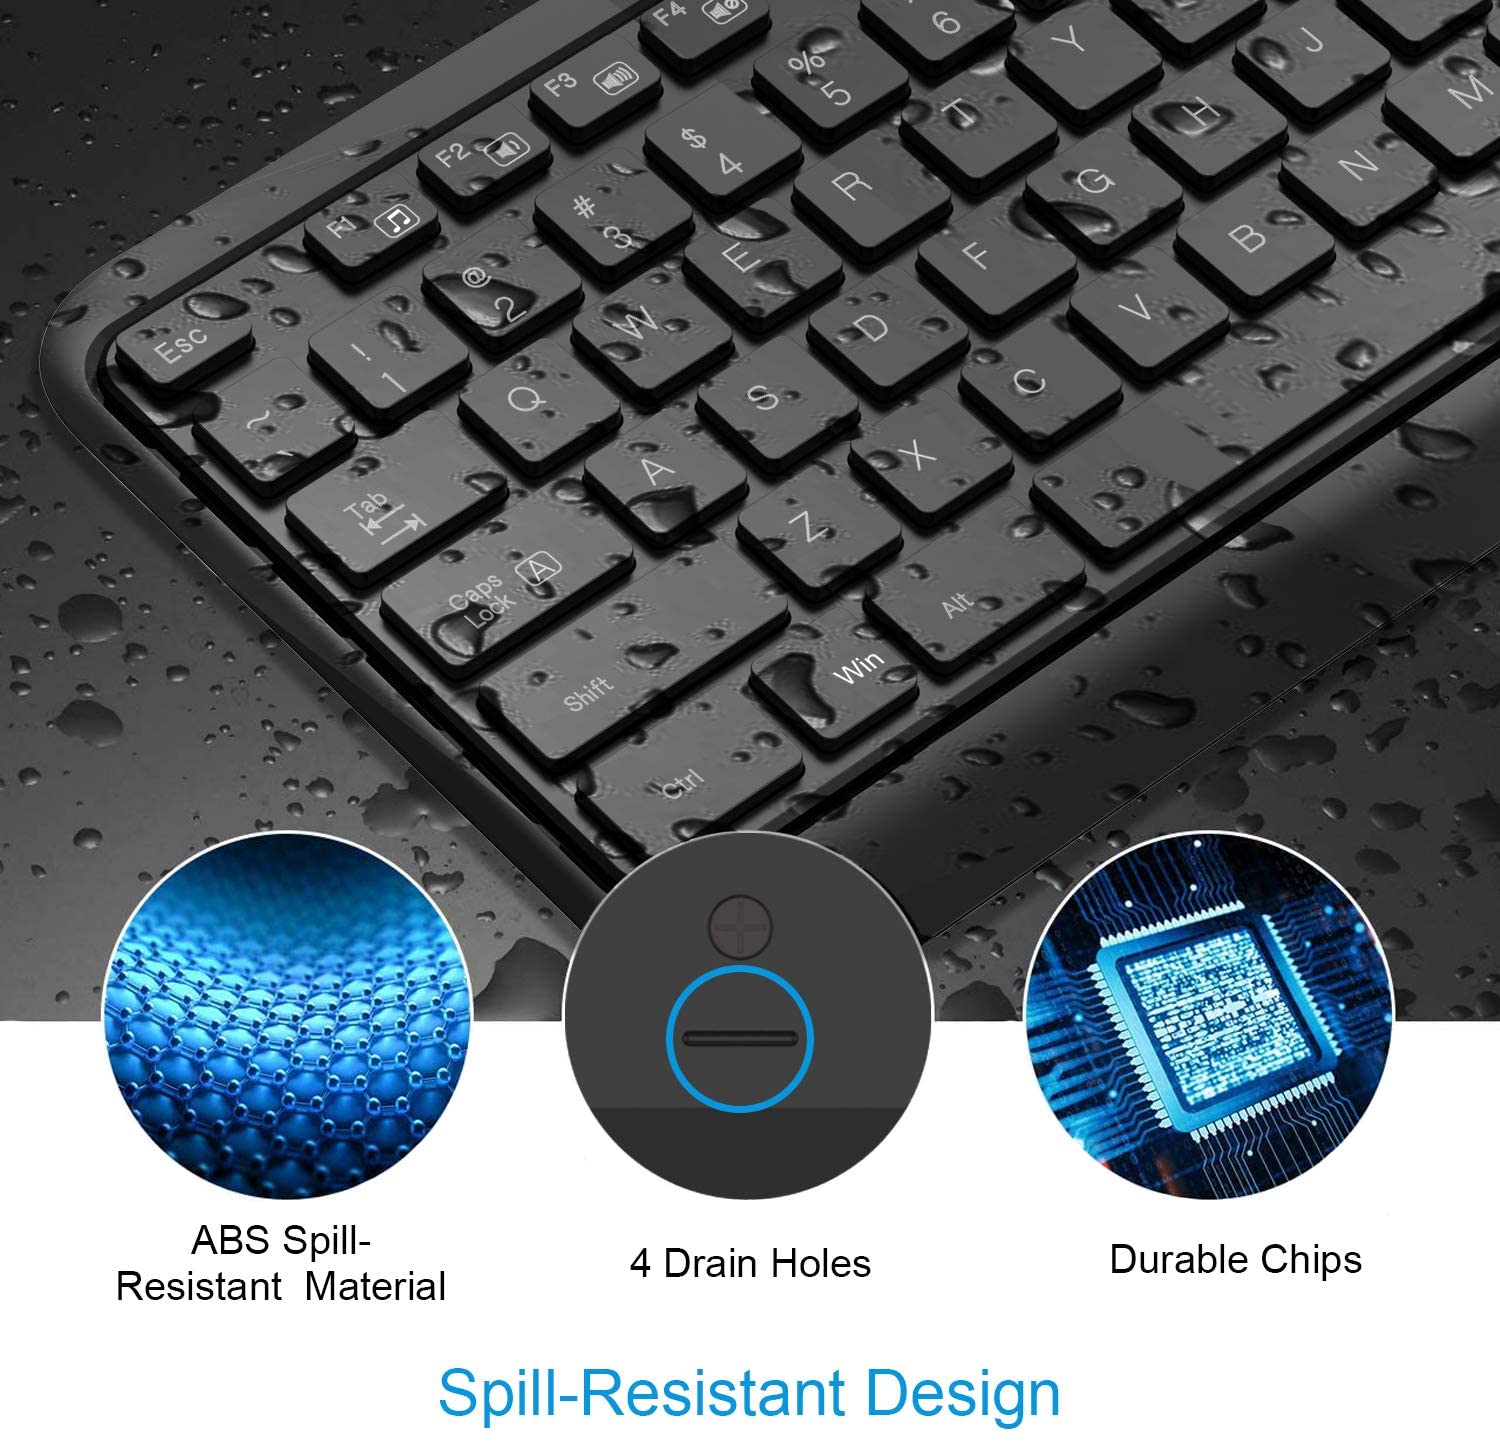 F4
6
Y
J
M
F3
%
5
T
H
N
F2
$
4
R
G
B
F1
#
3
E
F
V
Esc
@
2
W
D
C
!
1
Q
S
X
~
`
Tab
A
Z
Alt
Caps
Lock
A
Shift
Win
Ctrl
ABS Spill-
Resistant Material
4 Drain Holes
Durable Chips
Spill-Resistant Design